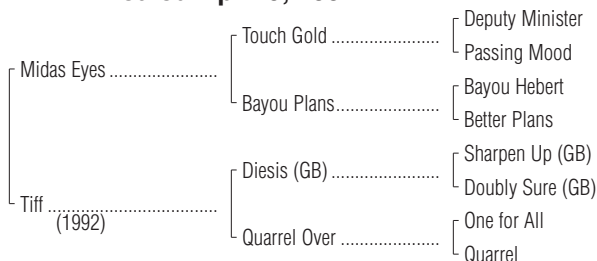 Deputy Minister
Touch Gold ........................
Passing Mood
Midas Eyes ........................
Bayou Hebert
Bayou Plans.......................
Better Plans
Sharpen Up (GB)
Diesis (GB) ........................
Doubly Sure (GB)
Tiff .....................................
(1992)
One for All
Quarrel Over ......................
Quarrel